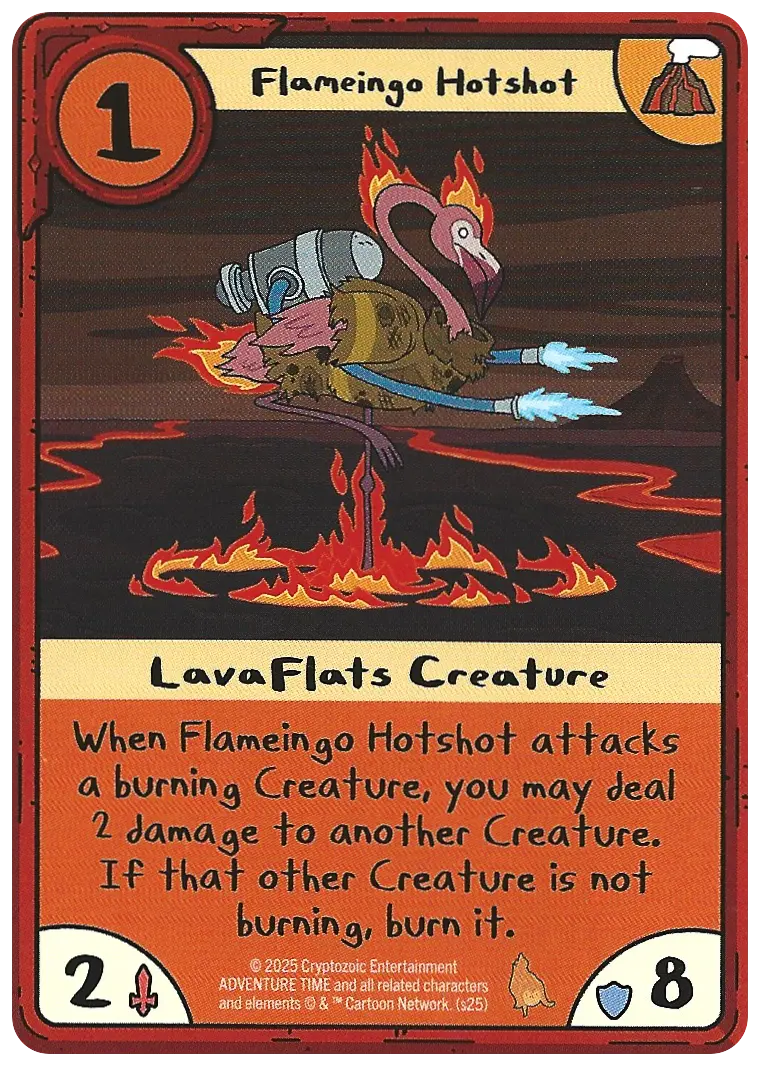 1
Flameingo Hotshot
LavaFlats Creature
When Flameingo Hotshot attacks
a burning Creature, you may deal
2 damage to another Creature.
If that other Creature is not
burning, burn it.
2
© 2025 Cryptozoic Entertainment
ADVENTURE TIME and all related characters
and elements © & ™ Cartoon Network. (s25)
8